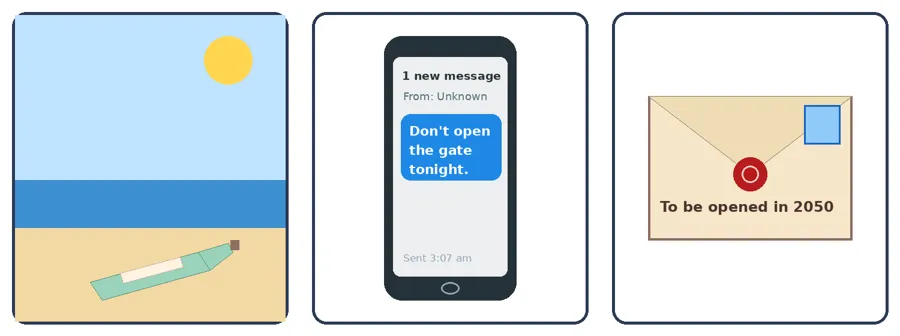 1 new message
From: Unknown
Don't open
the gate
tonight.
Sent 3:07 am
To be opened in 2050